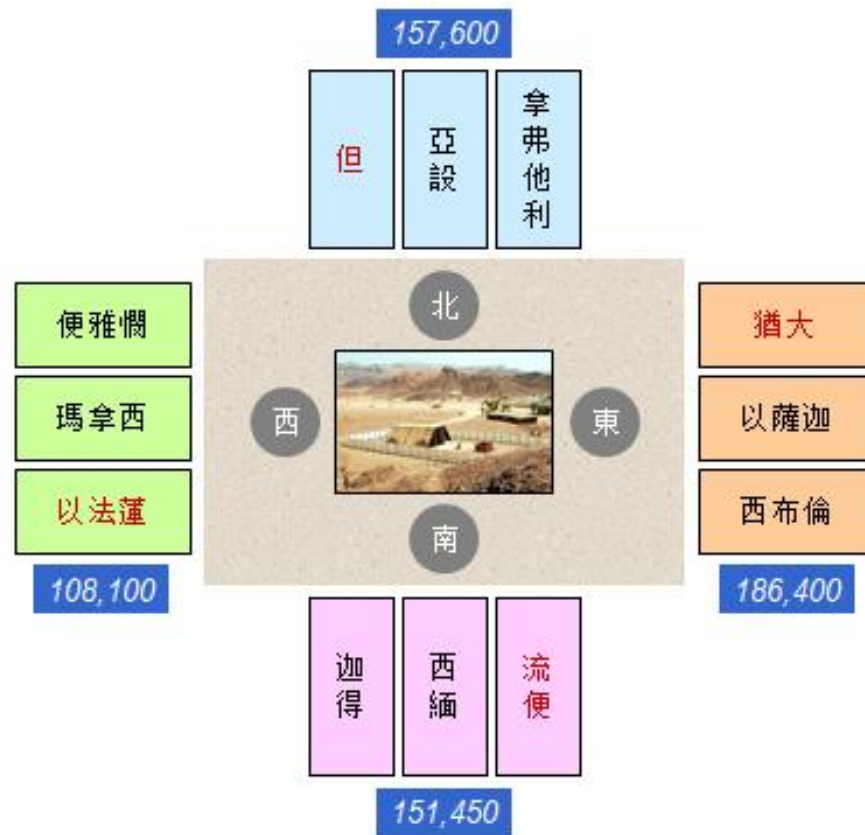 157,600
但
亞設
拿弗他利
北
便雅憫
瑪拿西
以法蓮
108,100
西
東
猶大
以薩迦
西布倫
186,400
南
迦得
西緬
流便
151,450